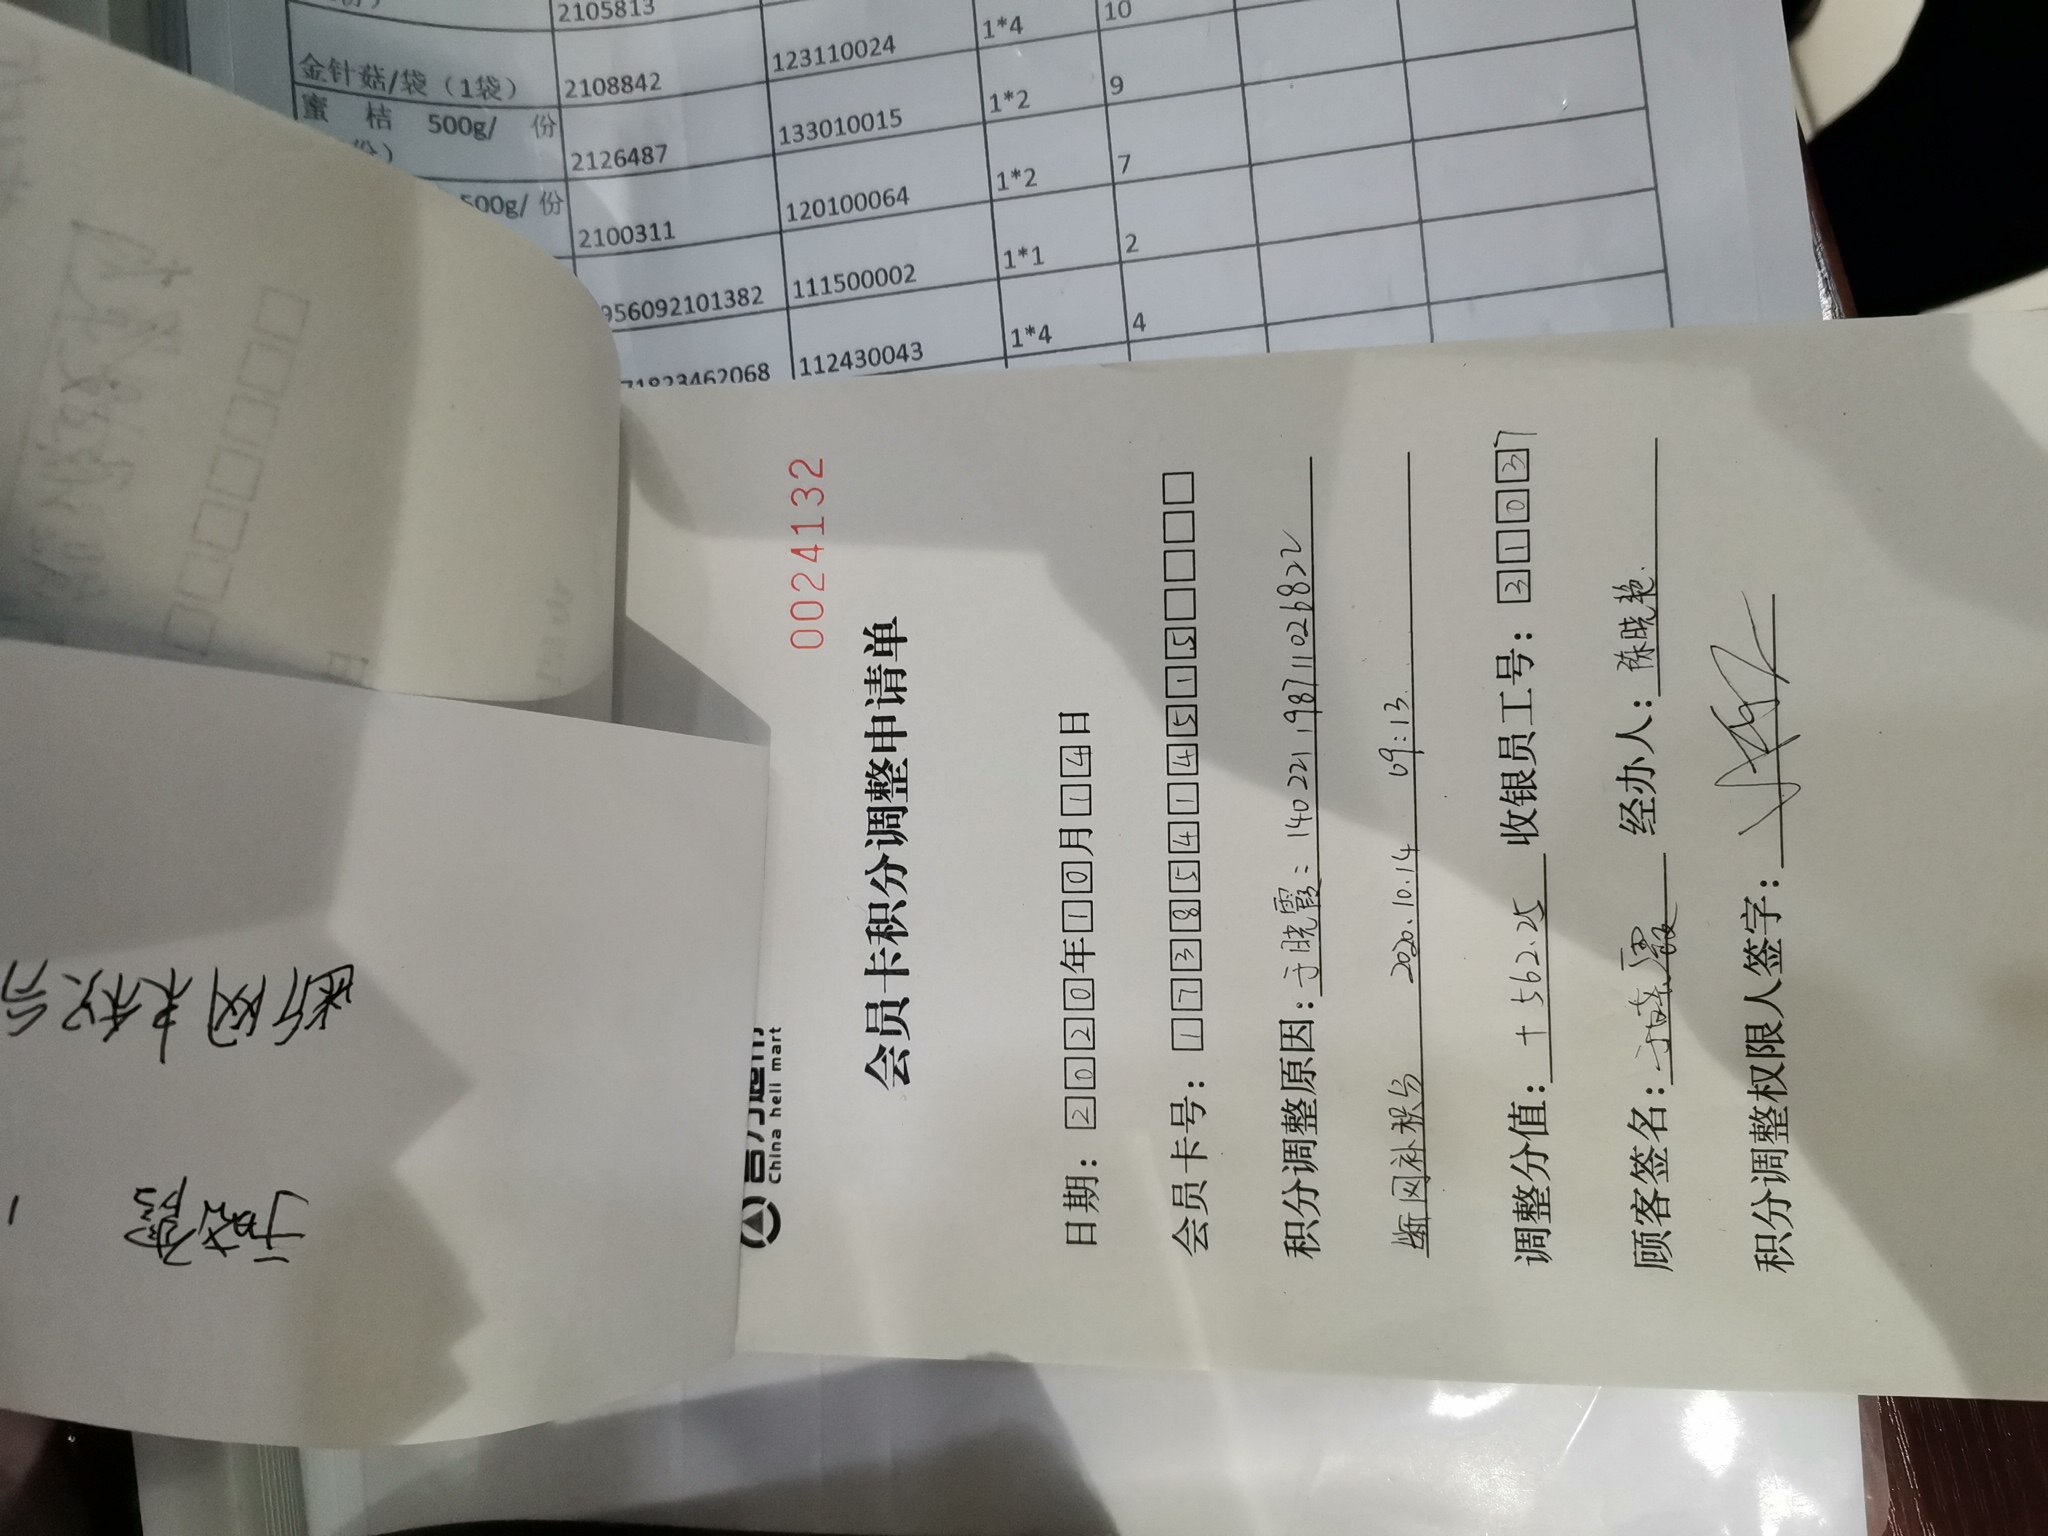 2105813
1*4
10
金针菇/袋（1袋）
2108842
123110024
1*2
9
蜜 桔 500g/ 份
份）
2126487
133010015
1*2
7
500g/ 份
2100311
120100064
1*1
2
956092101382
111500002
1*4
4
71823462068
112430043
China heli mart
0024132
会员卡积分调整申请单
日期：2020年10月14日
会员卡号：1738541451515
积分调整原因：于晓霞：140221198711026822
断网补积分 2020.10.14 09:13
调整分值：+562.25 收银员工号：31037
顾客签名：于晓霞 经办人：陈晓艳
积分调整权限人签字：
断网未积分